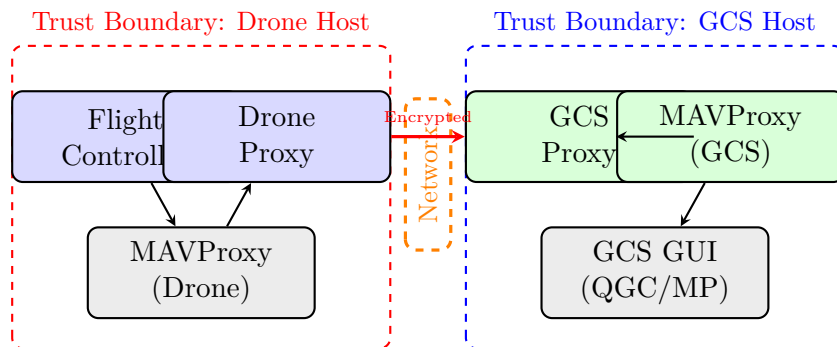 Trust Boundary: Drone Host
Trust Boundary: GCS Host
Flight
Controll
Drone
Proxy
Encrypted
Network
GCS
Proxy
MAVProxy
(GCS)
MAVProxy
(Drone)
GCS GUI
(QGC/MP)